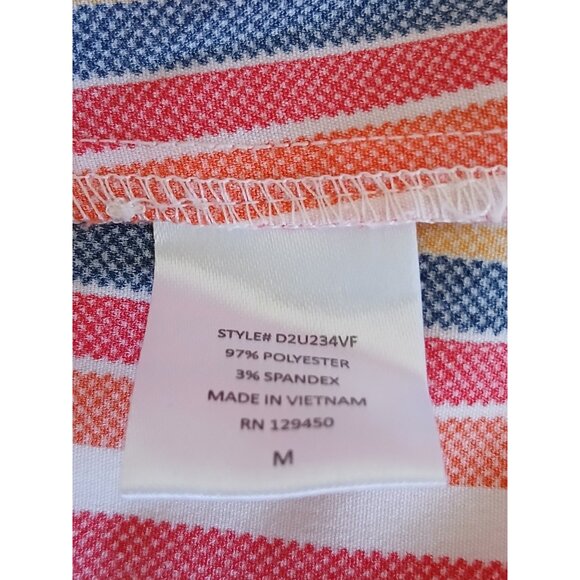 STYLE# D2U234VF
97% POLYESTER
3% SPANDEX
MADE IN VIETNAM
RN 129450
M